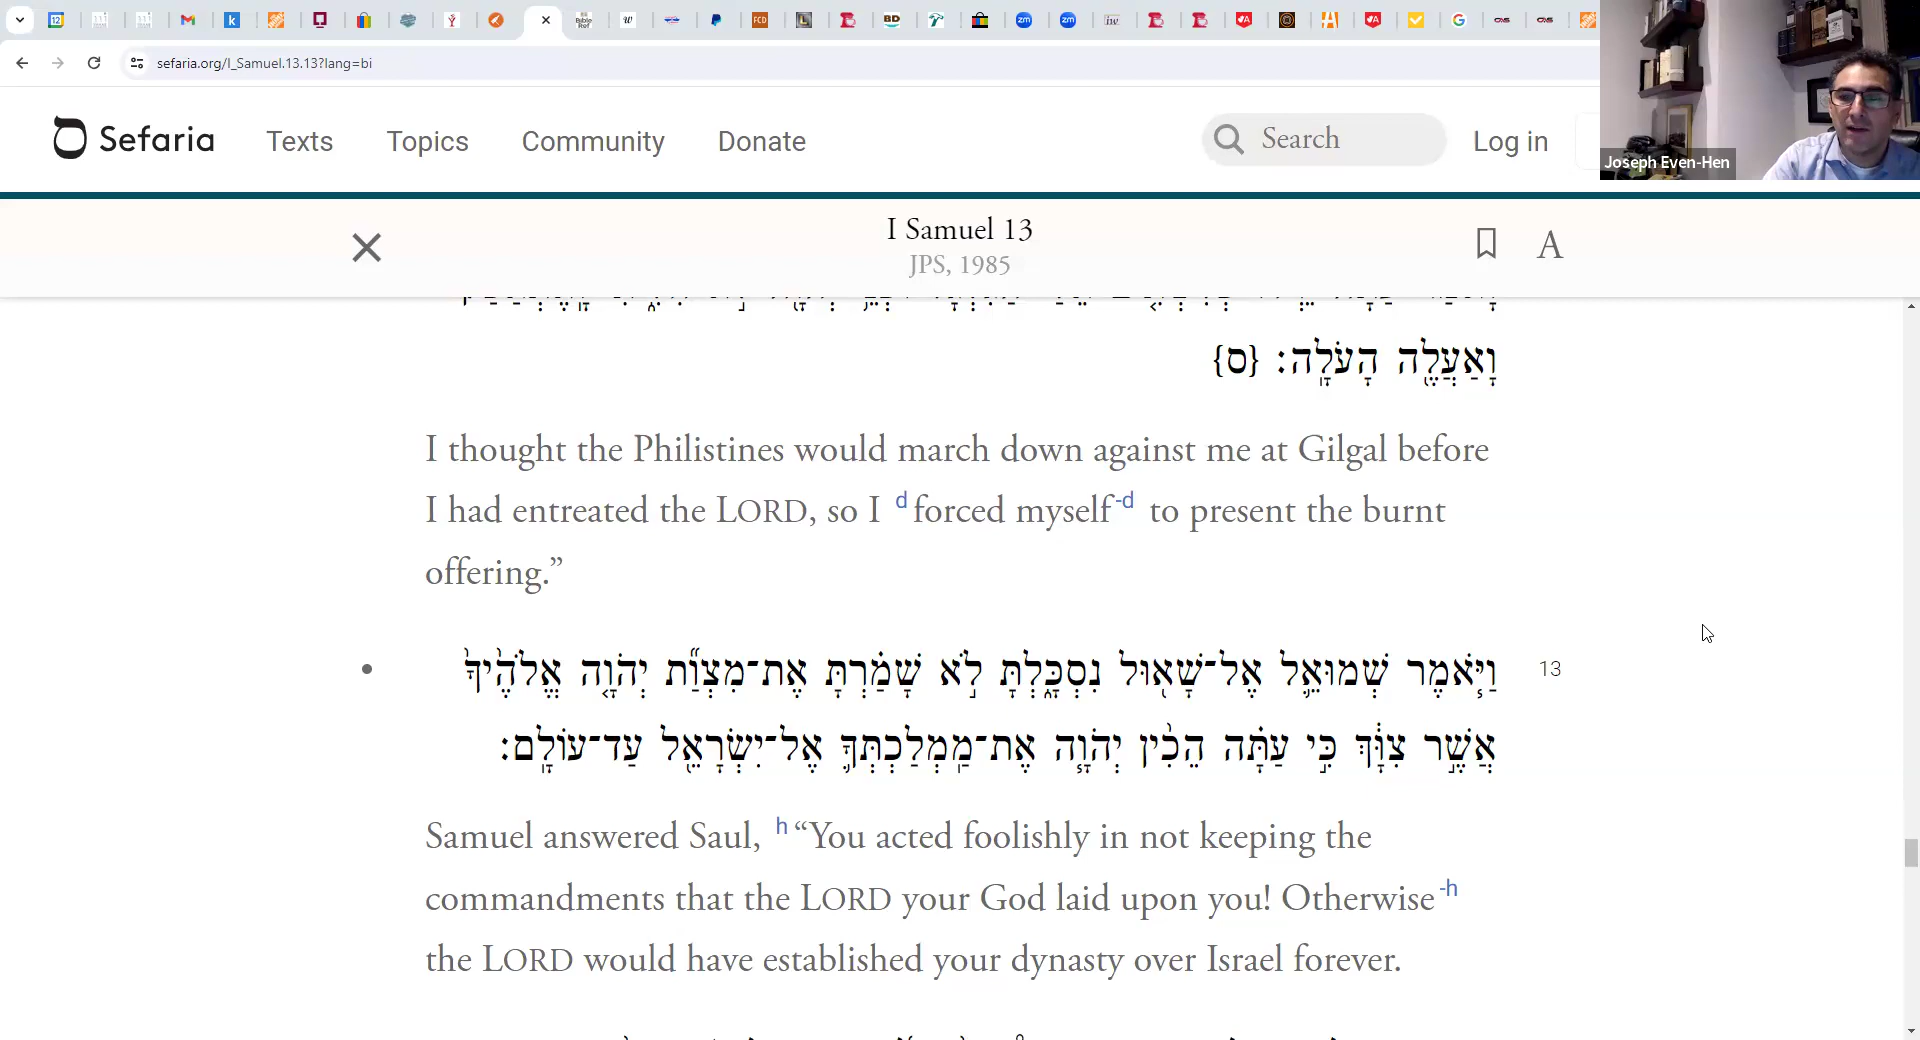 sefaria.org/I_Samuel.13.13?lang=bi
Sefaria Texts Topics Community Donate Search Log in
Joseph Even-Hen
I Samuel 13
JPS, 1985
A
וָאַעֲלֶ֖ה הָעֹלָֽה׃ {ס}
I thought the Philistines would march down against me at Gilgal before
I had entreated the LORD, so I d forced myself -d to present the burnt
offering.”
וַיֹּ֧אמֶר שְׁמוּאֵ֛ל אֶל־שָׁא֖וּל נִסְכָּ֑לְתָּ לֹ֣א שָׁמַ֗רְתָּ אֶת־מִצְוַ֞ת יְהֹוָ֤ה אֱלֹהֶ֙יךָ֙
13
אֲשֶׁ֣ר צִוָּ֔ךְ כִּ֣י עַתָּ֗ה הֵכִ֨ין יְהֹוָ֧ה אֶת־מַֽמְלַכְתְּךָ֛ אֶל־יִשְׂרָאֵ֖ל עַד־עוֹלָֽם׃
Samuel answered Saul, h “You acted foolishly in not keeping the
commandments that the LORD your God laid upon you! Otherwise -h
the LORD would have established your dynasty over Israel forever.